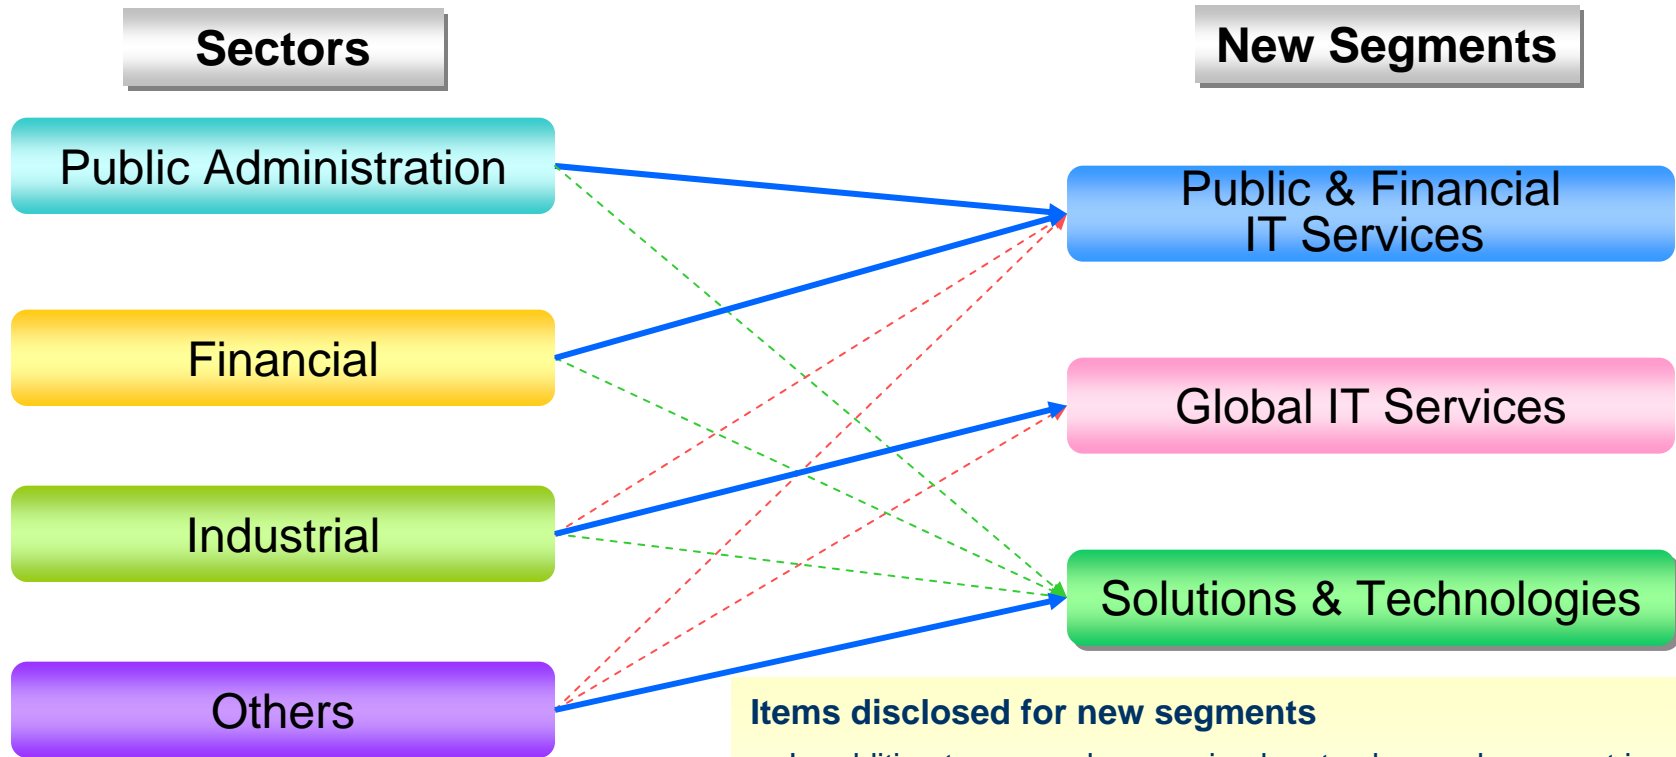 Sectors
New Segments
Public Administration
Public & Financial
IT Services
Financial
Global IT Services
Industrial
Solutions & Technologies
Others
Items disclosed for new segments